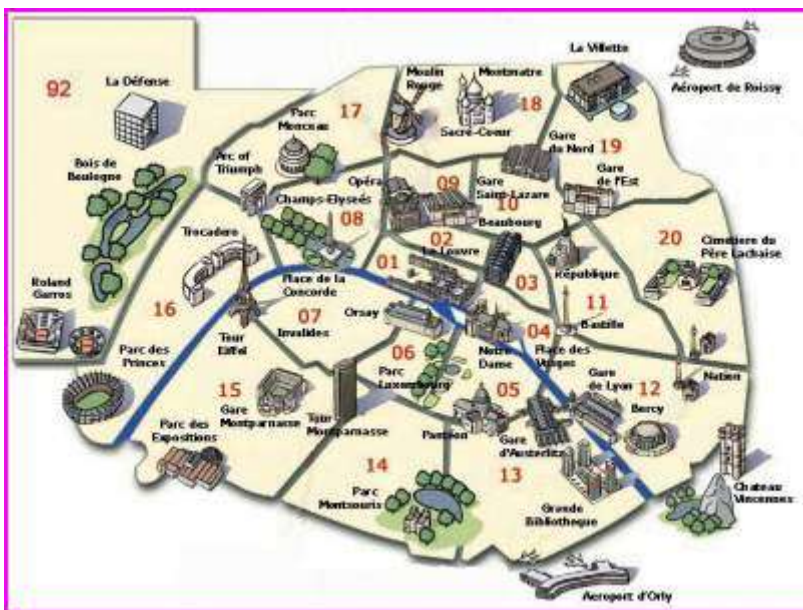 La Villette
Aéroport de Roissy
92
La Défense
Moulin
Rouge
Montmatre
18
Sacré-Coeur
17
Parc
Monceau
Gare
du Nord
19
Gare
de l'Est
Bois de
Boulogne
Arc of
Triumph
Opéra
09
Gare
Saint-Lazare
10
Champs-Elyseés
08
Beaubourg
02
20
Cimetière du
Père Lachaise
Trocadero
Le Louvre
01
03
République
Place de la
Concorde
16
07
Invalides
Orsay
11
Bastille
04
Roland
Garros
Tour
Eiffel
Notre
Dame
Place des
Vosges
Parc des
Princes
06
Parc
Luxembourg
Gare
de Lyon
12
Nation
15
Gare
Montparnasse
Tour
Montparnasse
05
Bercy
Panteon
Gare
d'Austerlitz
Parc des
Expositions
14
Parc
Montsouris
13
Grande
Bibliotheque
Chateau
Vincennes
Aeroport d'Orly